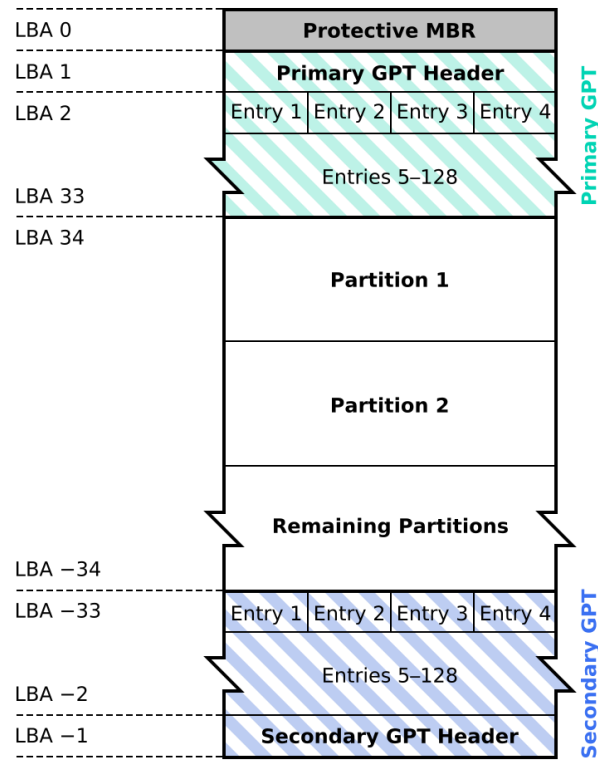 LBA 0
Protective MBR
LBA 1
Primary GPT Header
LBA 2
Entry 1 Entry 2 Entry 3 Entry 4
Entries 5–128
LBA 33
Primary GPT
LBA 34
Partition 1
Partition 2
Remaining Partitions
LBA −34
LBA −33
Entry 1 Entry 2 Entry 3 Entry 4
Entries 5–128
LBA −2
LBA −1
Secondary GPT Header
Secondary GPT